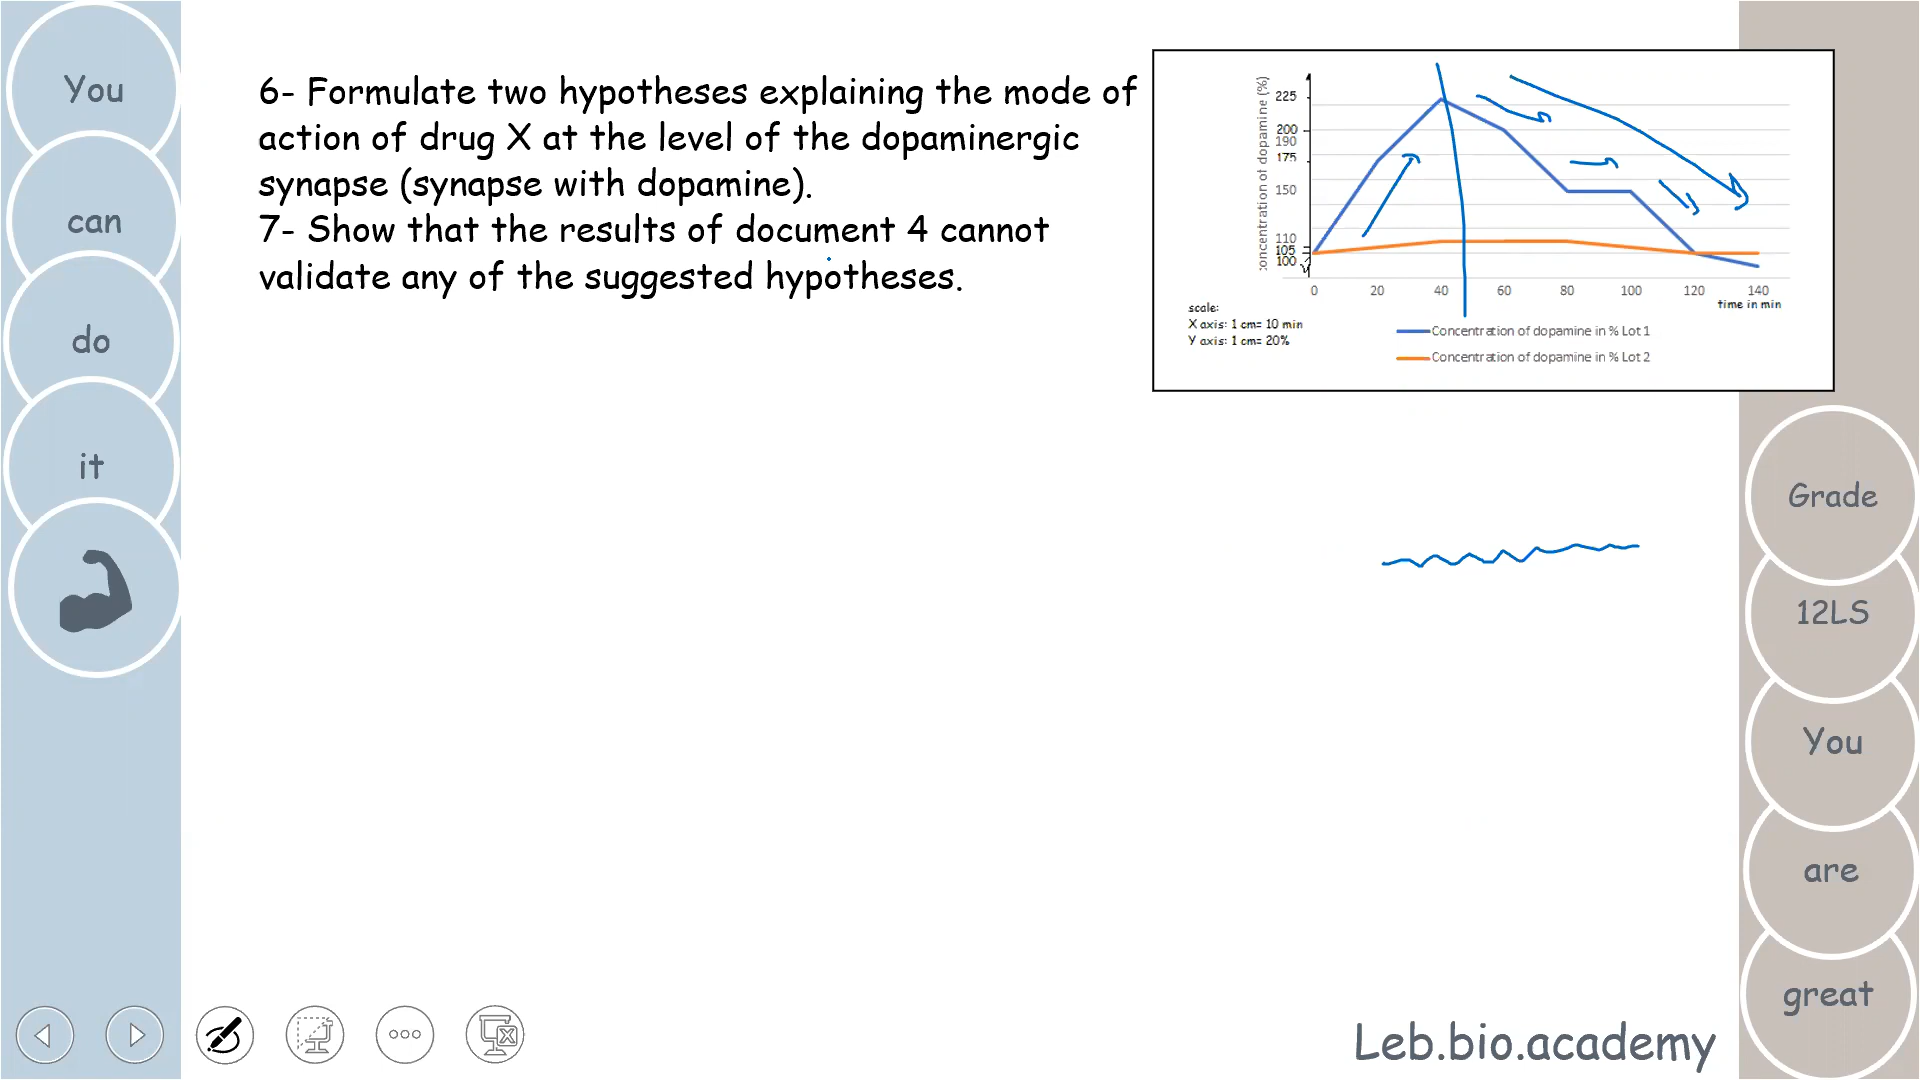 You
can
do
it
6- Formulate two hypotheses explaining the mode of
action of drug X at the level of the dopaminergic
synapse (synapse with dopamine).
7- Show that the results of document 4 cannot
validate any of the suggested hypotheses.
concentration of dopamine (%)
225
200
190
175
150
110
105
100
0 20 40 60 80 100 120 140
time in min
scale:
X axis: 1 cm= 10 min
Y axis: 1 cm= 20%
Concentration of dopamine in % Lot 1
Concentration of dopamine in % Lot 2
Grade
12LS
You
are
great
Leb.bio.academy